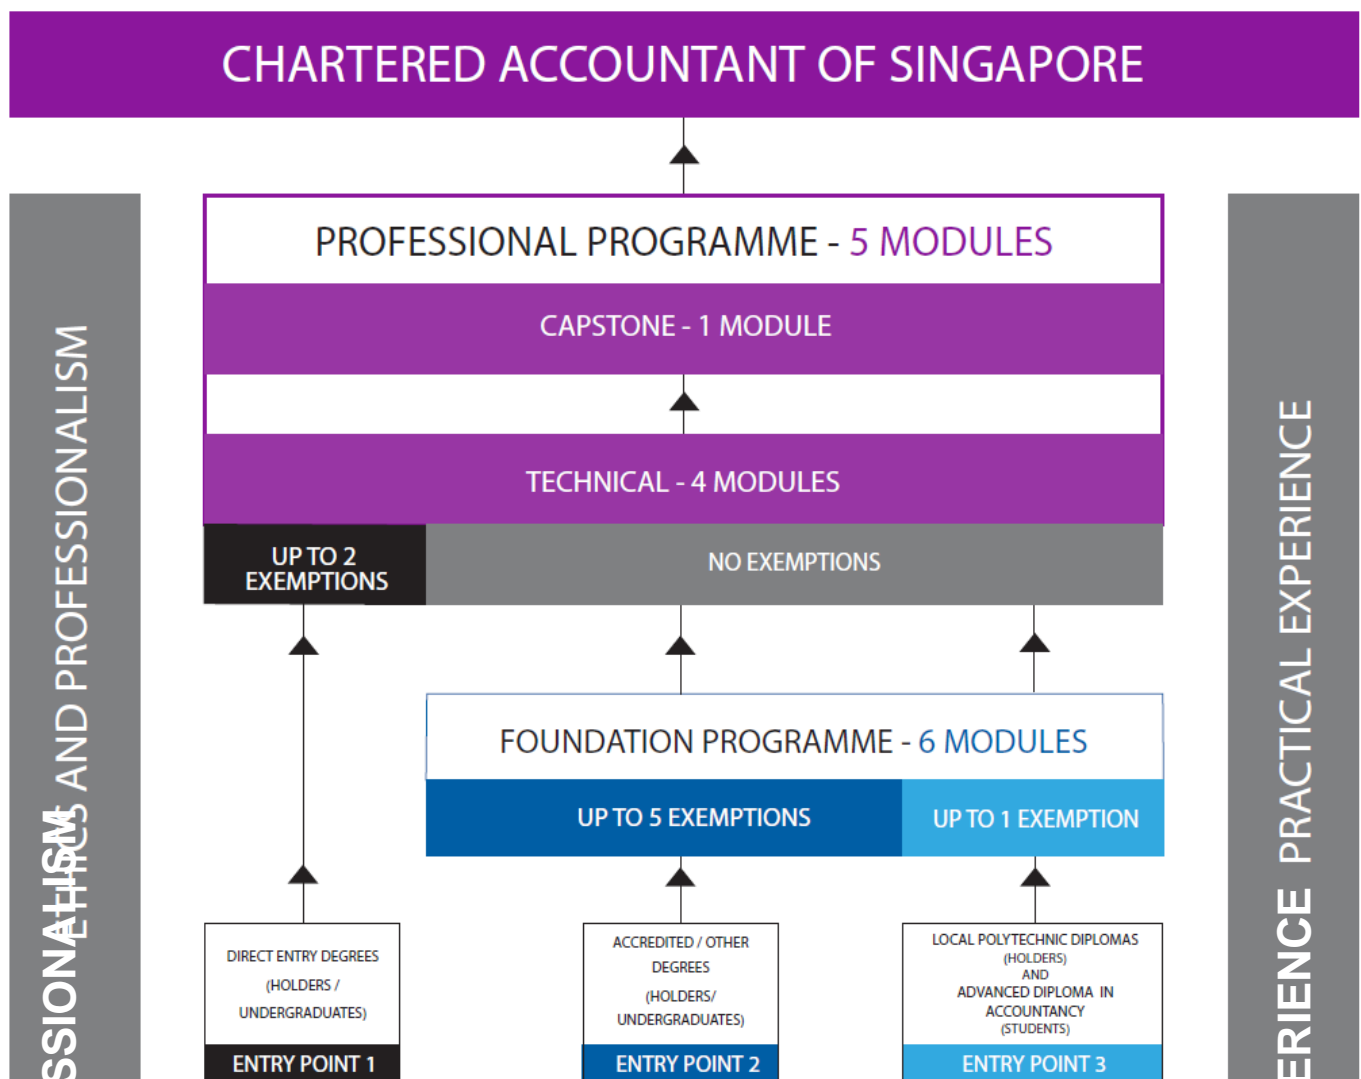 CHARTERED ACCOUNTANT OF SINGAPORE
PROFESSIONAL PROGRAMME - 5 MODULES
CAPSTONE - 1 MODULE
TECHNICAL - 4 MODULES
UP TO 2
EXEMPTIONS
NO EXEMPTIONS
FOUNDATION PROGRAMME - 6 MODULES
UP TO 5 EXEMPTIONS
UP TO 1 EXEMPTION
DIRECT ENTRY DEGREES
(HOLDERS /
UNDERGRADUATES)
ENTRY POINT 1
ACCREDITED / OTHER
DEGREES
(HOLDERS/
UNDERGRADUATES)
ENTRY POINT 2
LOCAL POLYTECHNIC DIPLOMAS
(HOLDERS)
AND
ADVANCED DIPLOMA IN
ACCOUNTANCY
(STUDENTS)
ENTRY POINT 3
ETHICS AND PROFESSIONALISM
SSIONALISM
PRACTICAL EXPERIENCE
ERIENCE